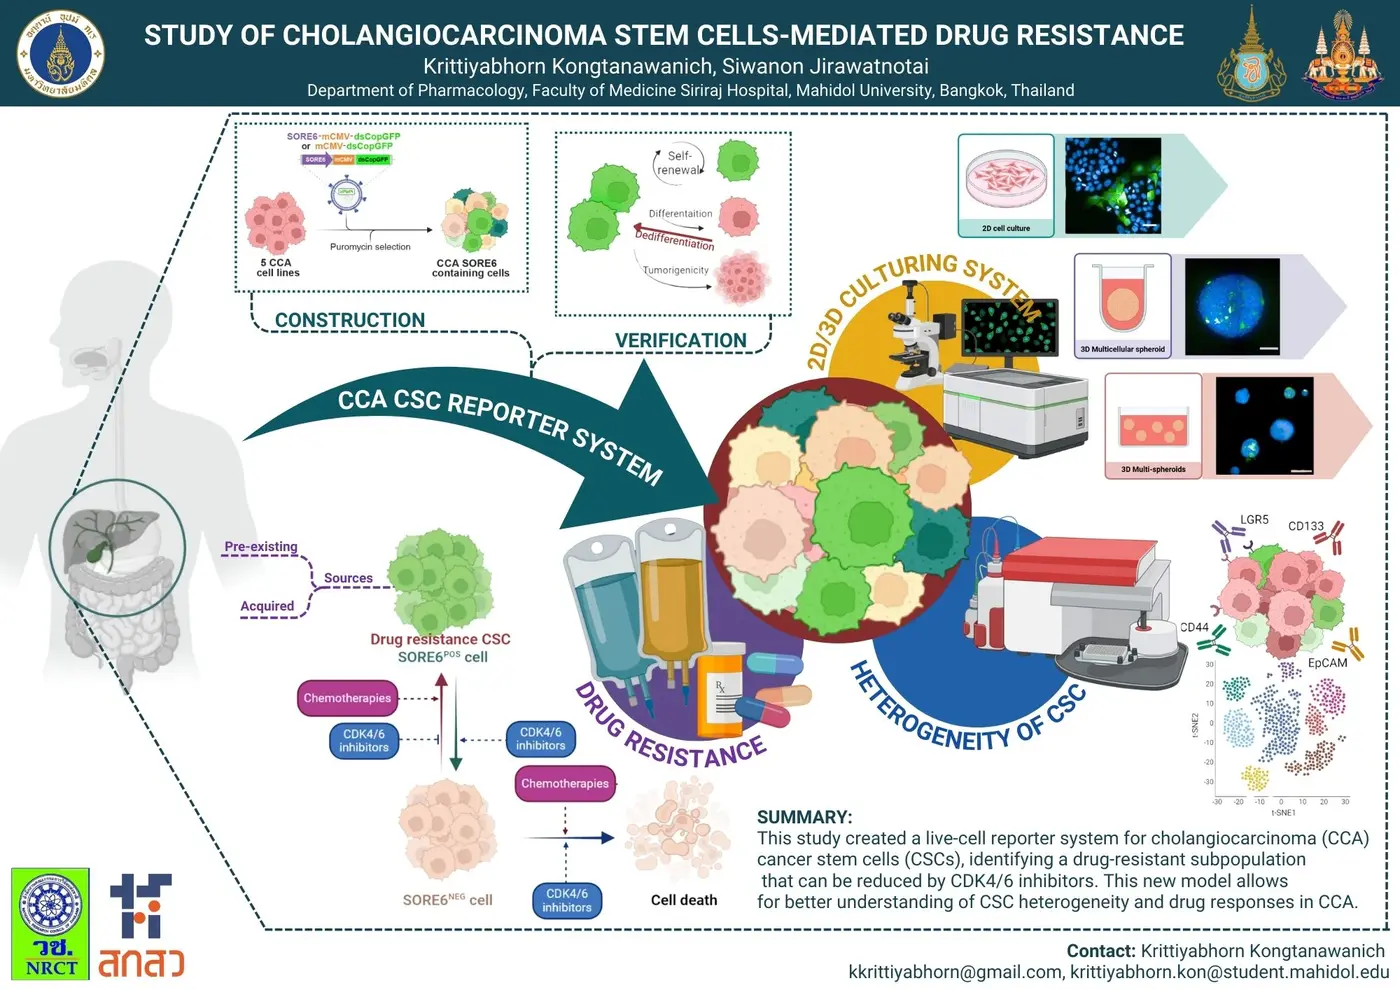 STUDY OF CHOLANGIOCARCINOMA STEM CELLS-MEDIATED DRUG RESISTANCE
Krittiyabhorn Kongtanawanich, Siwanon Jirawatnotai
Department of Pharmacology, Faculty of Medicine Siriraj Hospital, Mahidol University, Bangkok, Thailand
SORE6-mCMV-dsCopGFP
or mCMV-dsCopGFP
SORE6 mCMV dsCopGFP
Puromycin selection
5 CCA
cell lines
CCA SORE6
containing cells
CONSTRUCTION
Self-
renewal
Differentaition
Dedifferentiation
Tumorigenicity
VERIFICATION
CCA CSC REPORTER SYSTEM
2D/3D CULTURING SYSTEM
2D cell culture
3D Multicellular spheroid
3D Multi-spheroids
Pre-existing
Sources
Acquired
Drug resistance CSC
SORE6POS cell
Chemotherapies
CDK4/6
inhibitors
CDK4/6
inhibitors
Chemotherapies
CDK4/6
inhibitors
SORE6NEG cell
Cell death
DRUG RESISTANCE
Rx
HETEROGENEITY OF CSC
LGR5
CD133
CD44
EpCAM
t-SNE2
30
20
10
0
-10
-20
-30
-30 -20 -10 0 10 20 30
t-SNE1
SUMMARY:
This study created a live-cell reporter system for cholangiocarcinoma (CCA)
cancer stem cells (CSCs), identifying a drug-resistant subpopulation
that can be reduced by CDK4/6 inhibitors. This new model allows
for better understanding of CSC heterogeneity and drug responses in CCA.
วช.
NRCT
สกสว
Contact: Krittiyabhorn Kongtanawanich
kkrittiyabhorn@gmail.com, krittiyabhorn.kon@student.mahidol.edu